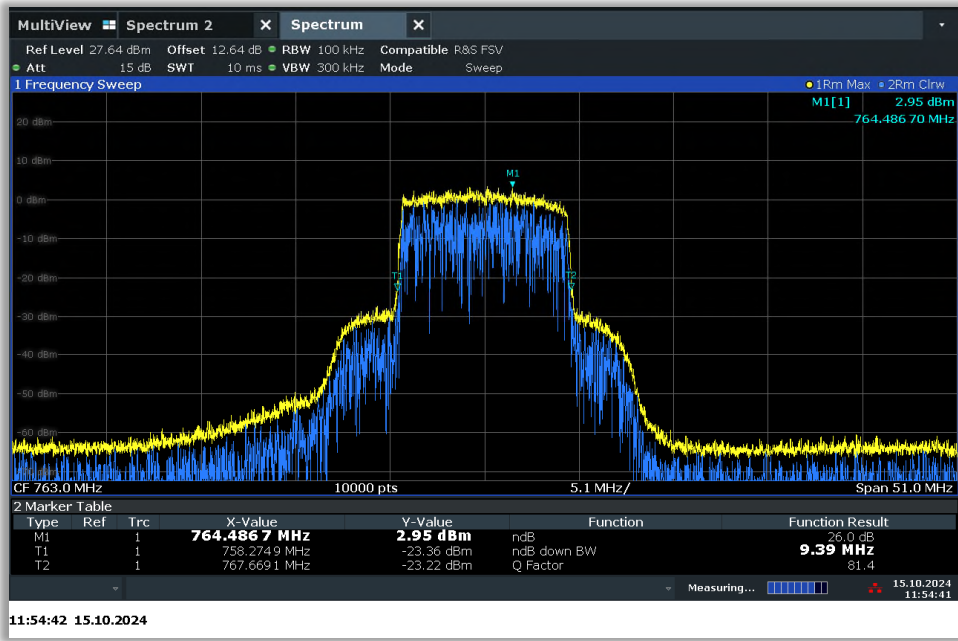 MultiView Spectrum 2 X Spectrum X
Ref Level 27.64 dBm Offset 12.64 dB RBW 100 kHz Compatible R&S FSV
Att 15 dB SWT 10 ms VBW 300 kHz Mode Sweep
1 Frequency Sweep 1Rm Max 2Rm Clrw
M1[1] 2.95 dBm
764.486 70 MHz
20 dBm
10 dBm
M1
0 dBm
-10 dBm
-20 dBm
T1 T2
-30 dBm
-40 dBm
-50 dBm
-60 dBm
CF 763.0 MHz 10000 pts 5.1 MHz/ Span 51.0 MHz
2 Marker Table
Type Ref Trc X-Value Y-Value Function Function Result
M1 1 764.486 7 MHz 2.95 dBm ndB 26.0 dB
T1 1 758.274 9 MHz -23.36 dBm ndB down BW 9.39 MHz
T2 1 767.669 1 MHz -23.22 dBm Q Factor 81.4
Measuring... 15.10.2024
11:54:41
11:54:42 15.10.2024